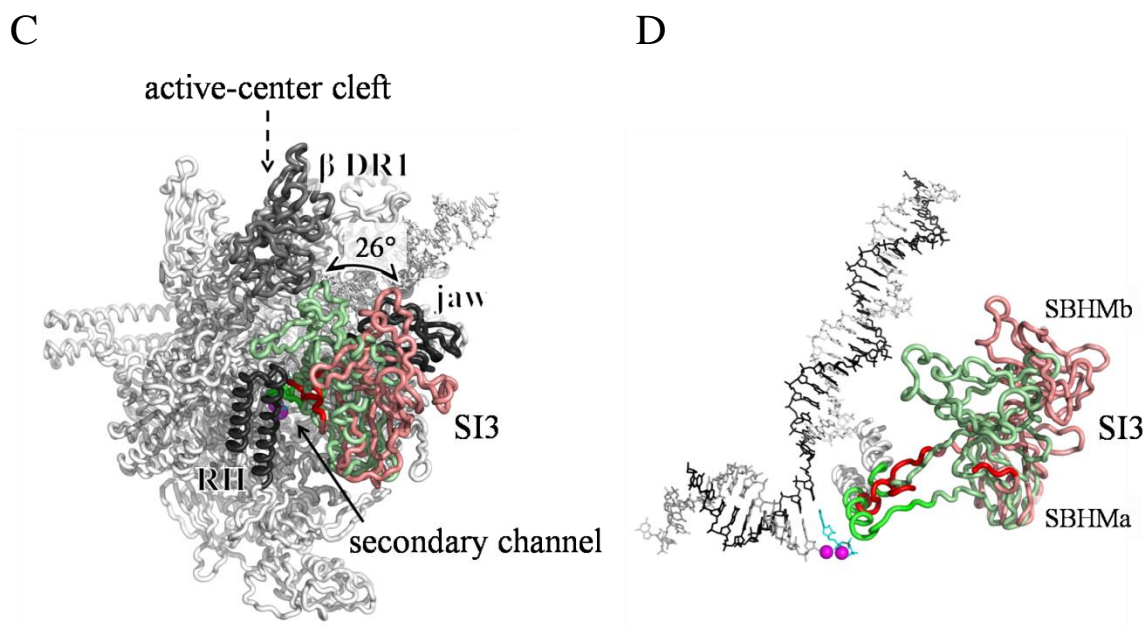 C
D
active-center cleft
β DR1
26°
jaw
SI3
RH
secondary channel
SBHMb
SI3
SBHMa